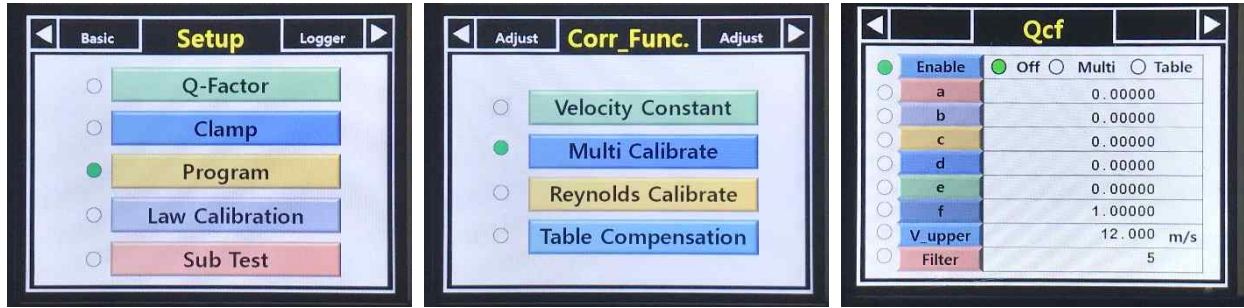 Basic Setup Logger
Q-Factor
Clamp
Program
Law Calibration
Sub Test
Adjust Corr_Func. Adjust
Velocity Constant
Multi Calibrate
Reynolds Calibrate
Table Compensation
Qcf
Enable Off Multi Table
a 0.00000
b 0.00000
c 0.00000
d 0.00000
e 0.00000
f 1.00000
V_upper 12.000 m/s
Filter 5